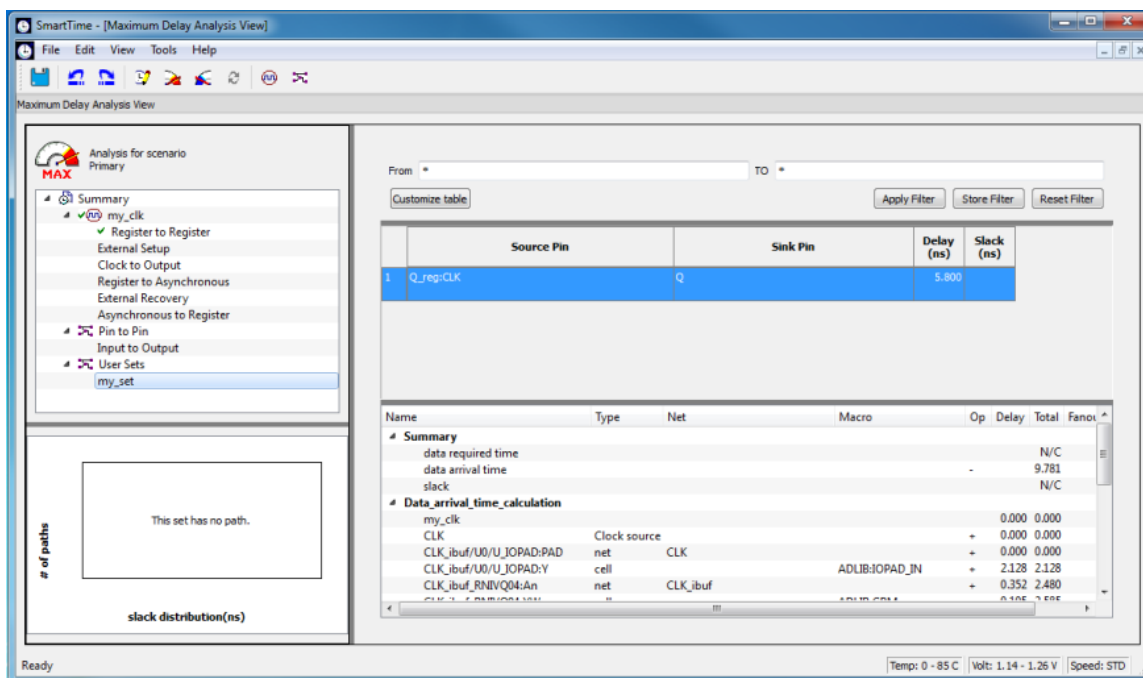 SmartTime - [Maximum Delay Analysis View]
File Edit View Tools Help
Maximum Delay Analysis View
MAX
Analysis for scenario
Primary
Summary
my_clk
Register to Register
External Setup
Clock to Output
Register to Asynchronous
External Recovery
Asynchronous to Register
Pin to Pin
Input to Output
User Sets
my_set
# of paths
This set has no path.
slack distribution(ns)
From * TO *
Customize table Apply Filter Store Filter Reset Filter
Source Pin Sink Pin Delay (ns) Slack (ns)
1 Q_reg:CLK Q 5.800
Name Type Net Macro Op Delay Total
Summary
data required time N/C
data arrival time - 9.781
slack N/C
Data_arrival_time_calculation
my_clk 0.000 0.000
CLK Clock source + 0.000 0.000
CLK_ibuf/U0/U_IOPAD:PAD net CLK + 0.000 0.000
CLK_ibuf/U0/U_IOPAD:Y cell ADLIB:IOPAD_IN + 2.128 2.128
CLK_ibuf_RNIVQ04:An net CLK_ibuf + 0.352 2.480
Ready Temp: 0 - 85 C Volt: 1.14 - 1.26 V Speed: STD